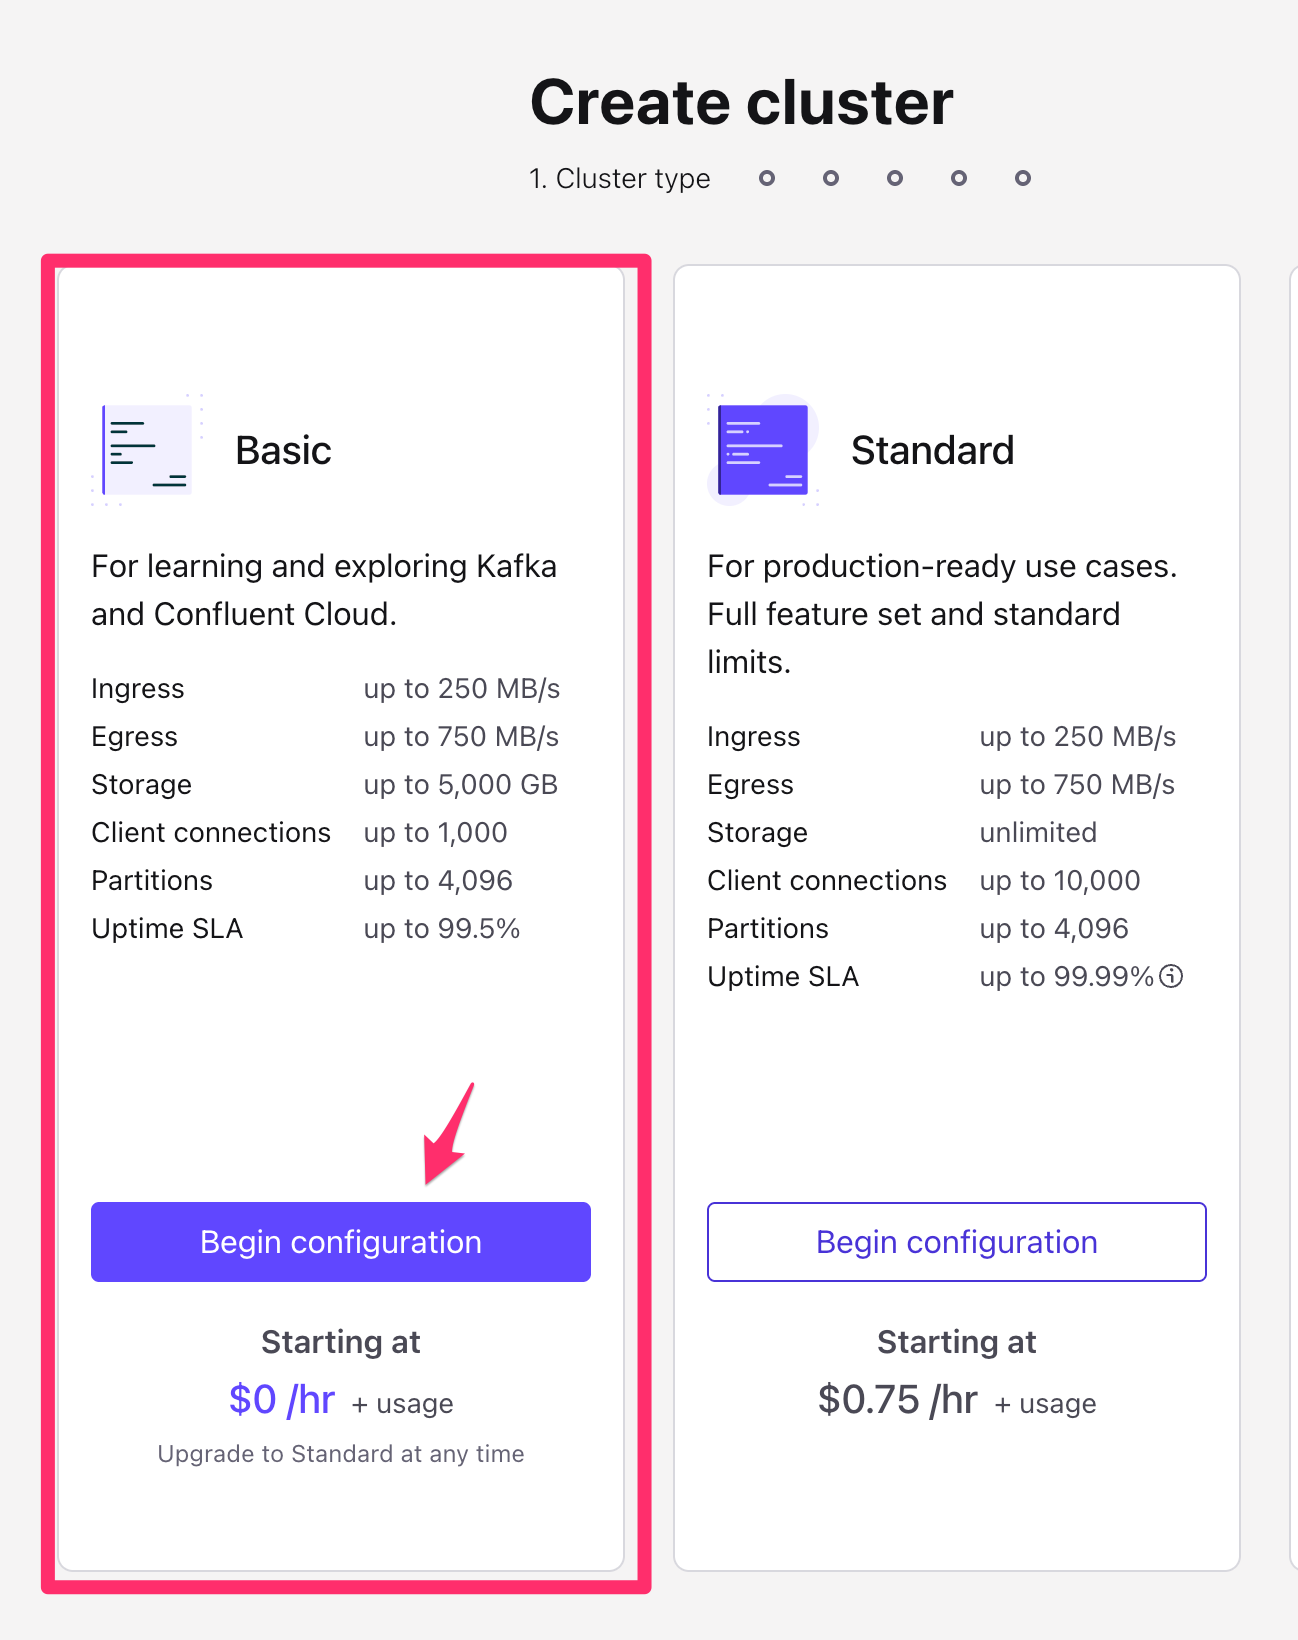 Create cluster
1. Cluster type
Basic
For learning and exploring Kafka
and Confluent Cloud.
Ingress up to 250 MB/s
Egress up to 750 MB/s
Storage up to 5,000 GB
Client connections up to 1,000
Partitions up to 4,096
Uptime SLA up to 99.5%
Begin configuration
Starting at
$0 /hr + usage
Upgrade to Standard at any time
Standard
For production-ready use cases.
Full feature set and standard
limits.
Ingress up to 250 MB/s
Egress up to 750 MB/s
Storage unlimited
Client connections up to 10,000
Partitions up to 4,096
Uptime SLA up to 99.99%
Begin configuration
Starting at
$0.75 /hr + usage